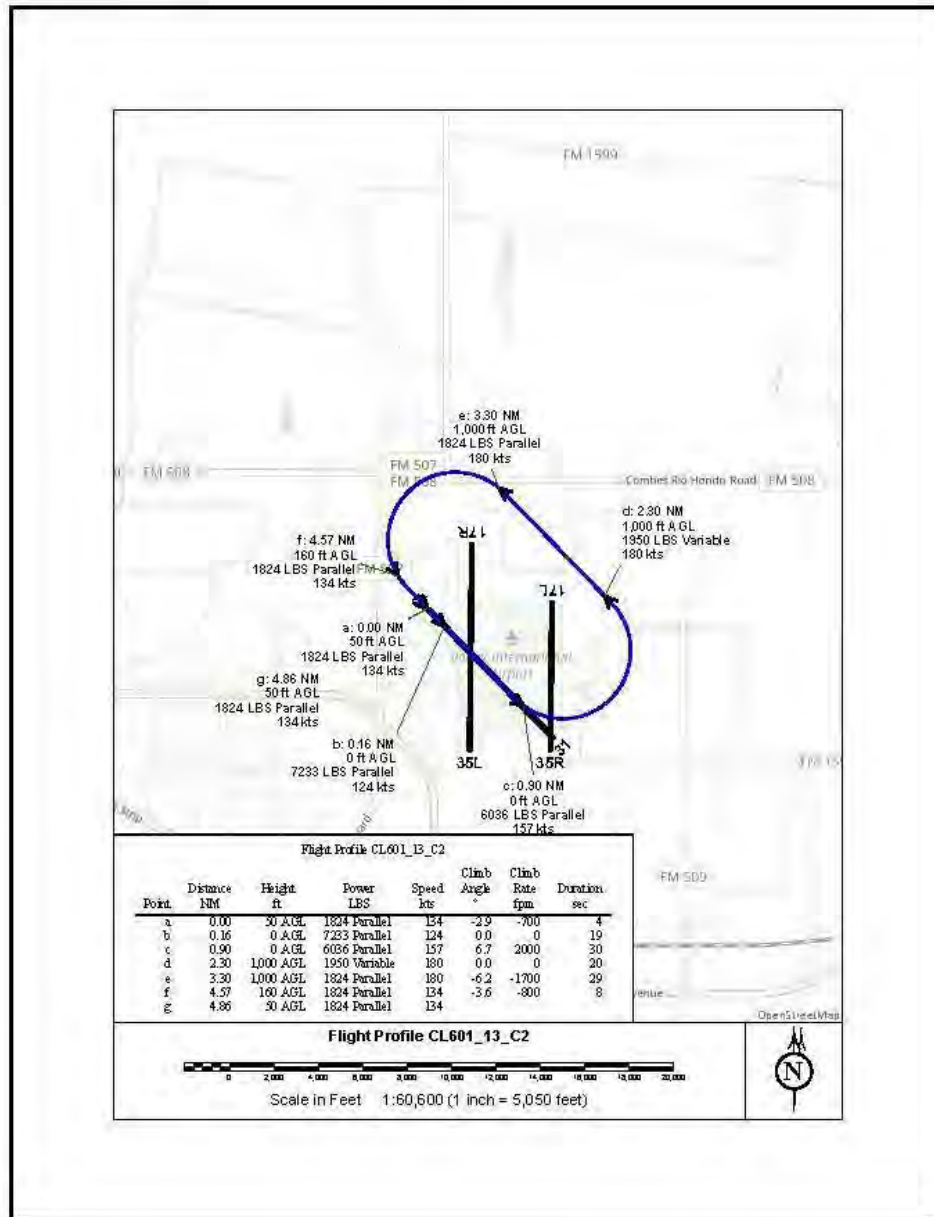 FM 1599
e: 3.30 NM
1,000 ft AGL
1824 LBS Parallel
180 kts
FM 508
FM 507
FM 508
Combes Rio Hondo Road
FM 508
d: 2.30 NM
1,000 ft AGL
1950 LBS Variable
180 kts
17R
f: 4.57 NM
160 ft AGL
1824 LBS Parallel
134 kts
17L
a: 0.00 NM
50 ft AGL
1824 LBS Parallel
134 kts
International
Airport
g: 4.86 NM
50 ft AGL
1824 LBS Parallel
134 kts
b: 0.16 NM
0 ft AGL
7233 LBS Parallel
124 kts
31
35L
35R
c: 0.90 NM
0 ft AGL
6036 LBS Parallel
157 kts
FM 509
Flight Profile CL601_13_C2
Point Distance NM Height ft Power LBS Speed kts Climb Angle ° Climb Rate fpm Duration sec
a 0.00 50 AGL 1824 Parallel 134 -2.9 -700 4
b 0.16 0 AGL 7233 Parallel 124 0.0 0 19
c 0.90 0 AGL 6036 Parallel 157 6.7 2000 30
d 2.30 1,000 AGL 1950 Variable 180 0.0 0 20
e 3.30 1,000 AGL 1824 Parallel 180 -6.2 -1700 29
f 4.57 160 AGL 1824 Parallel 134 -3.6 -800 8
g 4.86 50 AGL 1824 Parallel 134
OpenStreetMap
Flight Profile CL601_13_C2
0 2,000 4,000 6,000 8,000 10,000 12,000 14,000 16,000 18,000 20,000
Scale in Feet 1:60,600 (1 inch = 5,050 feet)
N